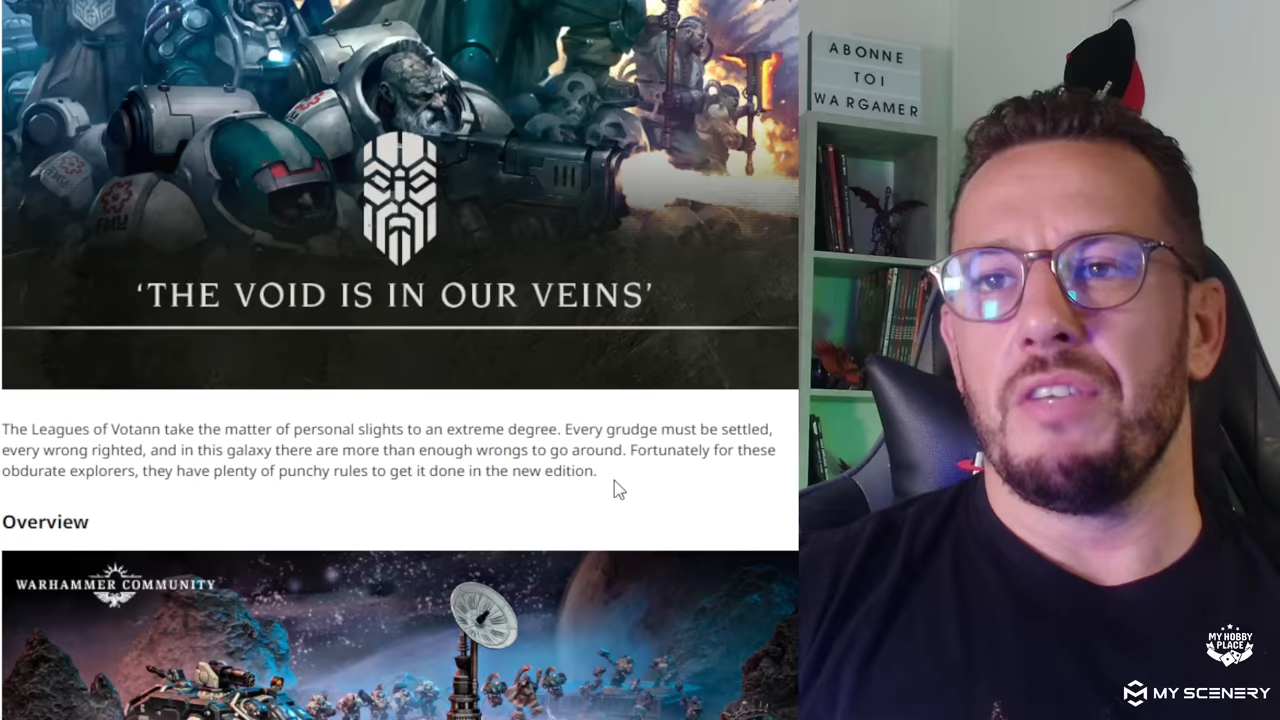 ‘THE VOID IS IN OUR VEINS’
The Leagues of Votann take the matter of personal slights to an extreme degree. Every grudge must be settled,
every wrong righted, and in this galaxy there are more than enough wrongs to go around. Fortunately for these
obdurate explorers, they have plenty of punchy rules to get it done in the new edition.
Overview
WARHAMMER COMMUNITY
ABONNE
TOI
WARGAMER
MY HOBBY
PLACE
MY SCENERY